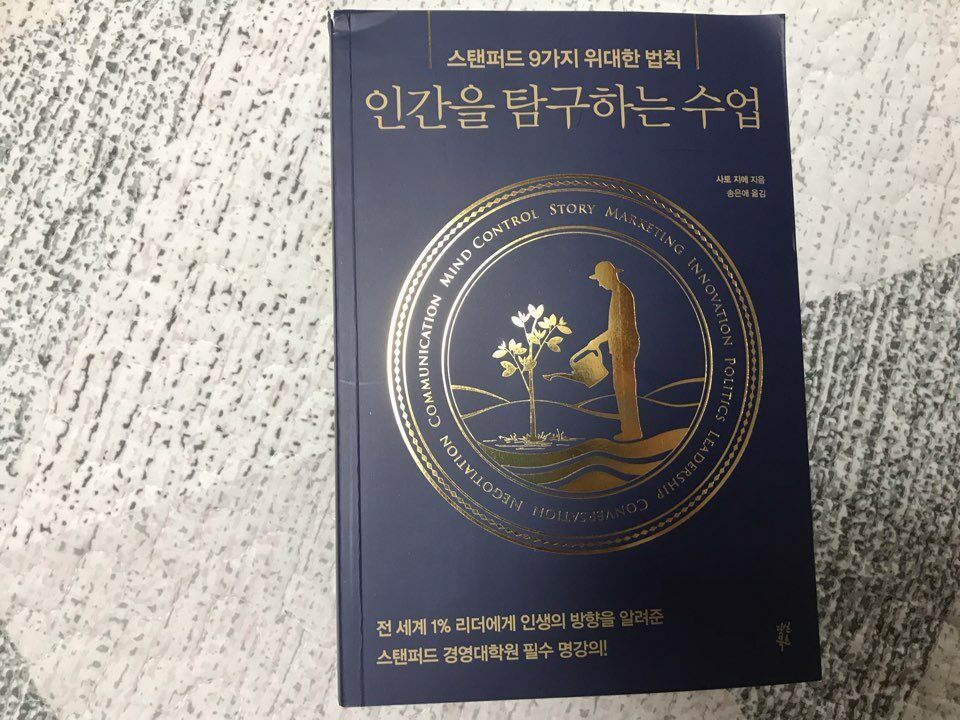 스탠퍼드 9가지 위대한 법칙
인간을 탐구하는 수업
사토 지에 지음
송은애 옮김
MIND CONTROL STORY MARKETING INNOVATION POLITICS LEADERSHIP CONVERSATION NEGOTIATION COMMUNICATION
전 세계 1% 리더에게 인생의 방향을 알려준
스탠퍼드 경영대학원 필수 명강의!